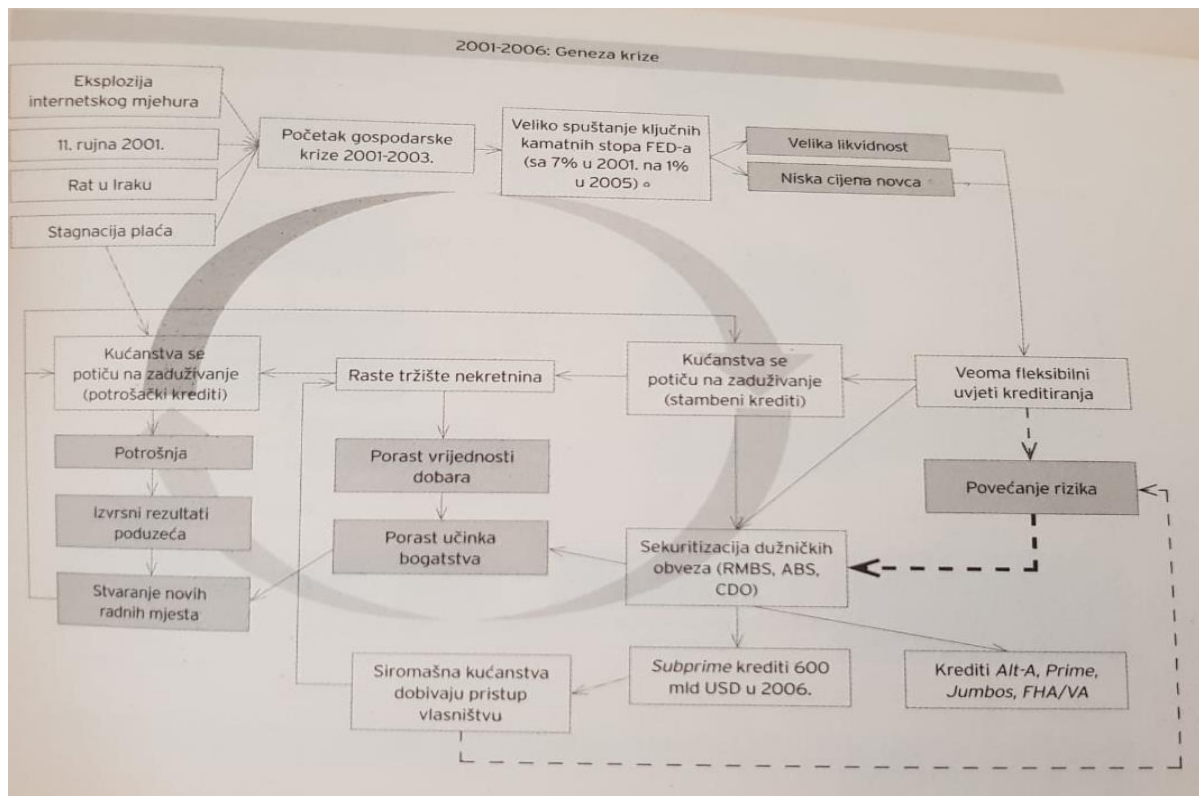 2001-2006: Geneza krize
Eksplozija
internetskog mjehura
11. rujna 2001.
Rat u Iraku
Stagnacija plaća
Početak gospodarske
krize 2001-2003.
Veliko spuštanje ključnih
kamatnih stopa FED-a
(sa 7% u 2001. na 1%
u 2005)
Velika likvidnost
Niska cijena novca
Kućanstva se
potiču na zaduživanje
(potrošački krediti)
Raste tržište nekretnina
Kućanstva se
potiču na zaduživanje
(stambeni krediti)
Veoma fleksibilni
uvjeti kreditiranja
Potrošnja
Porast vrijednosti
dobara
Povećanje rizika
Izvrsni rezultati
poduzeća
Porast učinka
bogatstva
Sekuritizacija dužničkih
obveza (RMBS, ABS,
CDO)
Stvaranje novih
radnih mjesta
Siromašna kućanstva
dobivaju pristup
vlasništvu
Subprime krediti 600
mld USD u 2006.
Krediti Alt-A, Prime,
Jumbos, FHA/VA